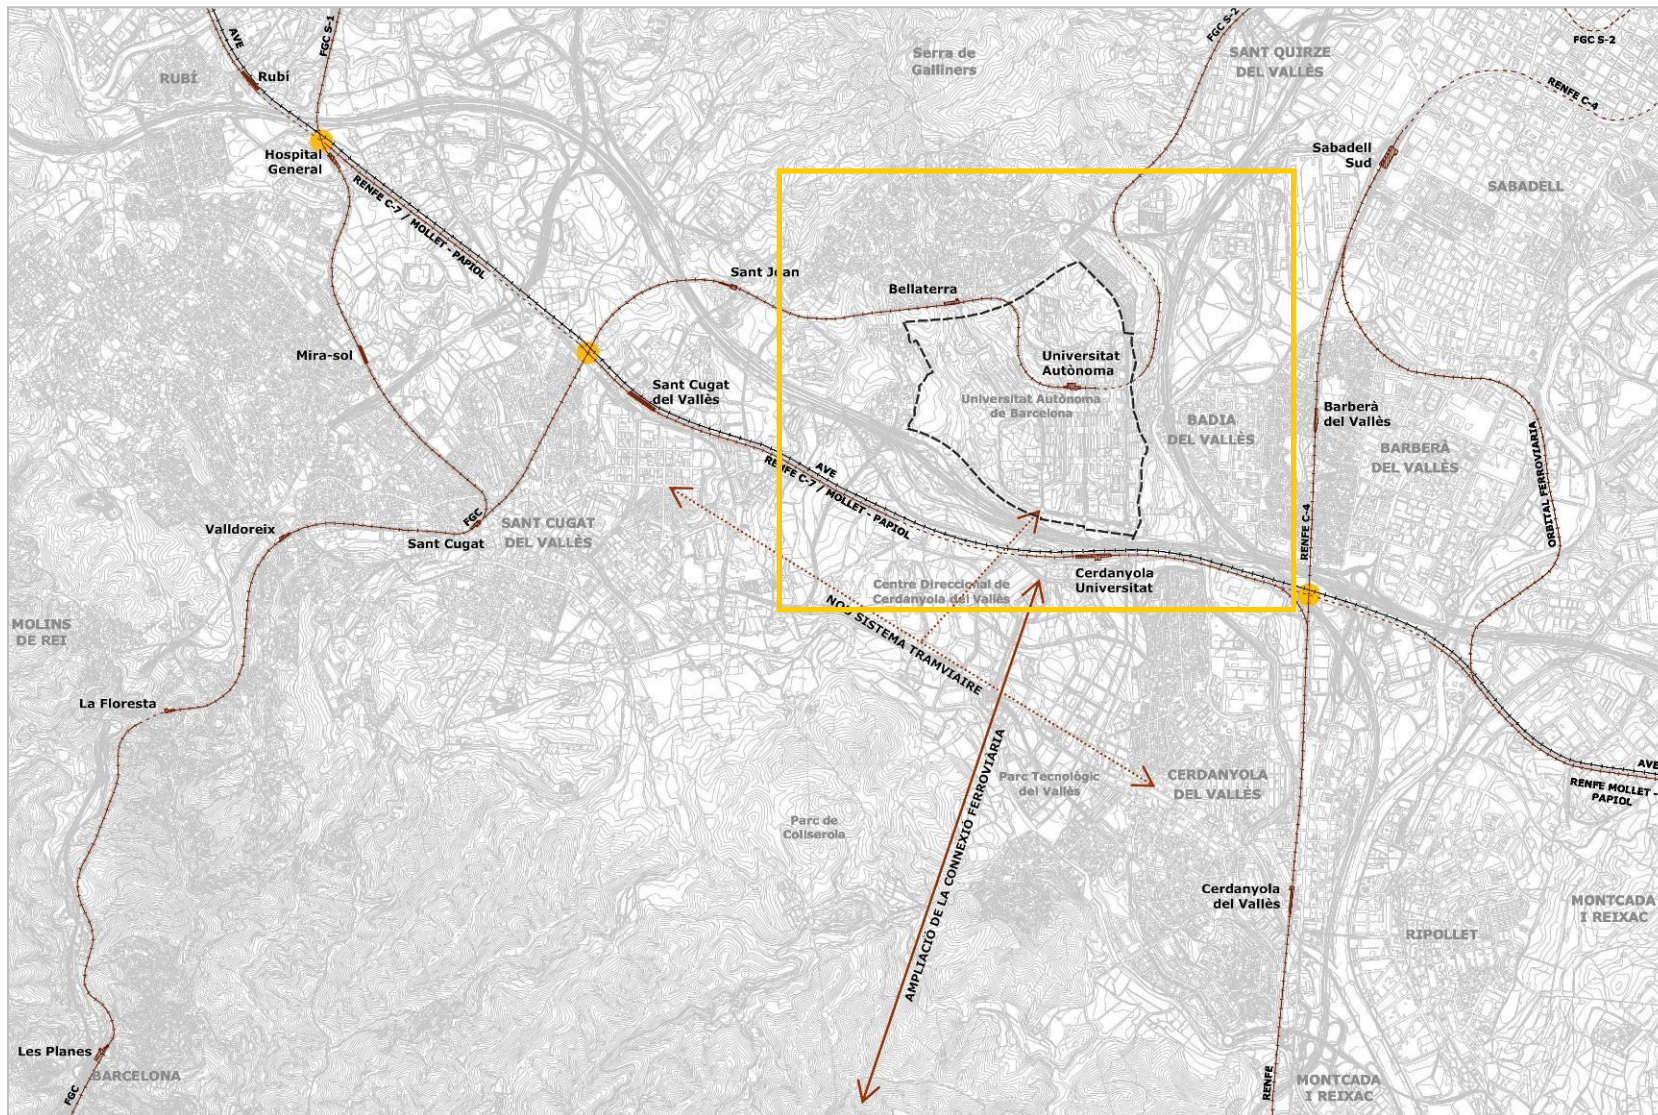 AVE
FGC S-1
FGC S-2
FGC S-2
RENFE C-4
RUBÍ
Rubí
Serra de
Galliners
SANT QUIRZE
DEL VALLÈS
Hospital
General
Sabadell
Sud
SABADELL
RENFE C-7 / MOLLET - PAPIOL
Sant Joan
Bellaterra
Mira-sol
Universitat
Autònoma
Universitat Autònoma
de Barcelona
Sant Cugat
del Vallès
BADIA
DEL VALLÈS
Barberà
del Vallès
BARBERÀ
DEL VALLÈS
AVE
RENFE C-7 / MOLLET - PAPIOL
ORBITAL FERROVIARIA
RENFE C-4
Valldoreix
FGC
Sant Cugat
SANT CUGAT
DEL VALLÈS
Cerdanyola
Universitat
Centre Direccional de
Cerdanyola del Vallès
NOU SISTEMA TRAMVIAIRE
MOLINS
DE REI
La Floresta
AMPLIACIÓ DE LA CONNEXIÓ FERROVIÀRIA
Parc Tecnològic
del Vallès
CERDANYOLA
DEL VALLÈS
AVE
RENFE MOLLET -
PAPIOL
Parc de
Collserola
Cerdanyola
del Vallès
RIPOLLET
MONTCADA
I REIXAC
Les Planes
BARCELONA
FGC
RENFE
MONTCADA
I REIXAC